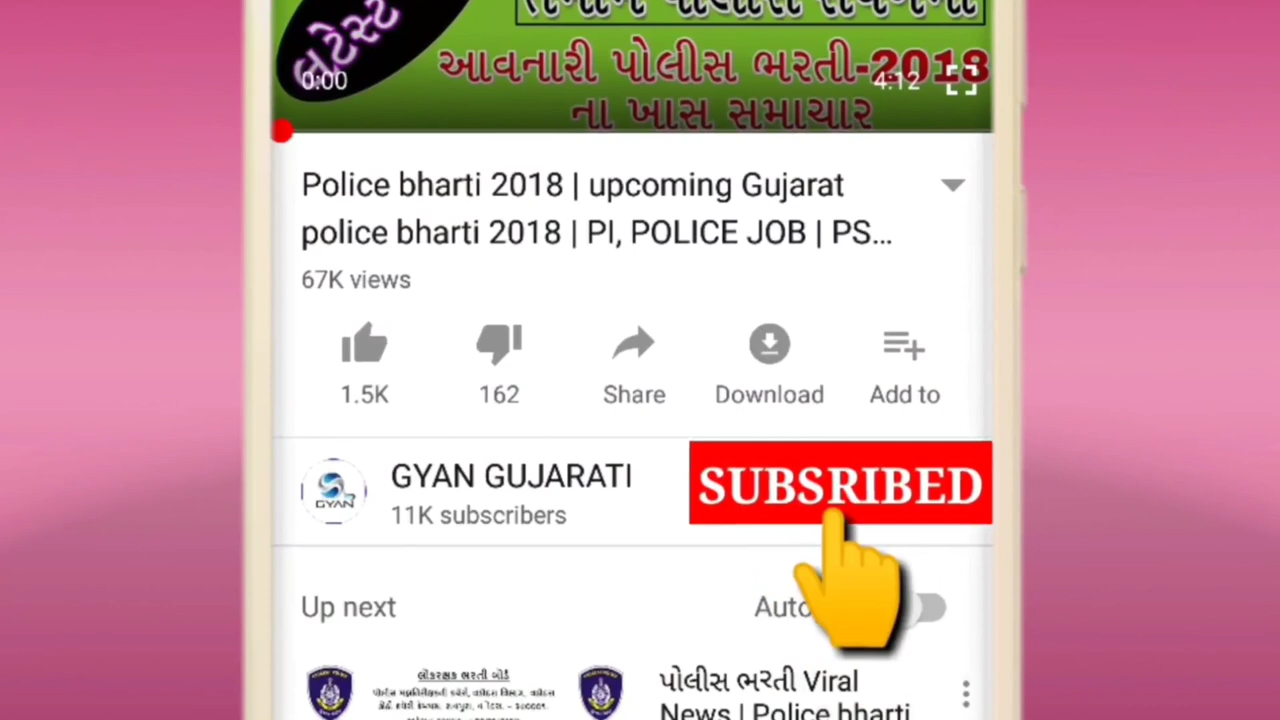 લેટેસ્ટ
આવનારી પોલીસ ભરતી-2018
0:00
4:12
ના ખાસ સમાચાર
Police bharti 2018 | upcoming Gujarat
police bharti 2018 | PI, POLICE JOB | PS...
67K views
1.5K
162
Share
Download
Add to
GYAN
GYAN GUJARATI
11K subscribers
SUBSRIBED
Up next
Auto
લોકરક્ષક ભરતી બોર્ડ
પોલીસ ભરતી Viral
News | Police bharti